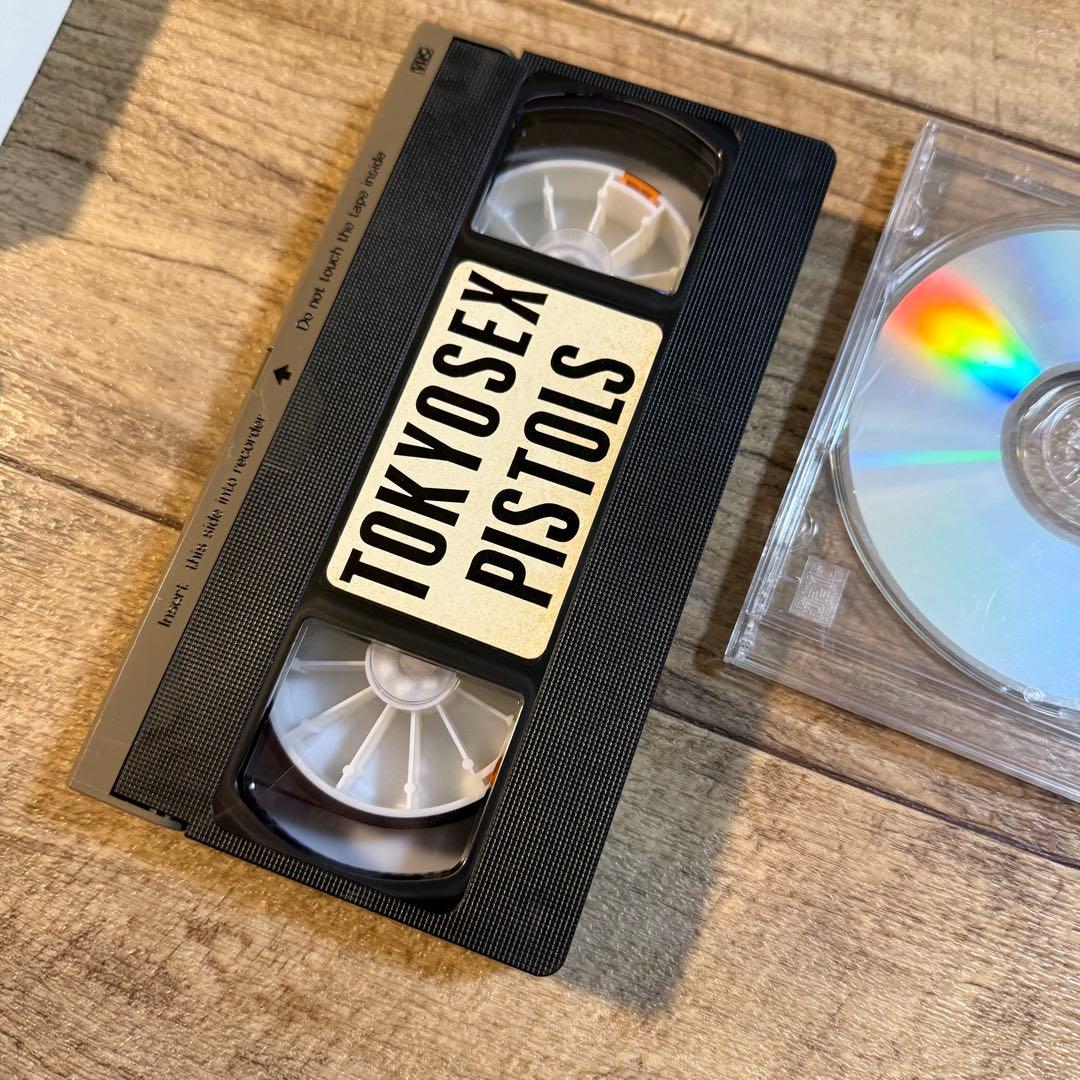 VHS
Insert this side into recorder
Do not touch the tape inside
TOKYOSEX
PISTOLS